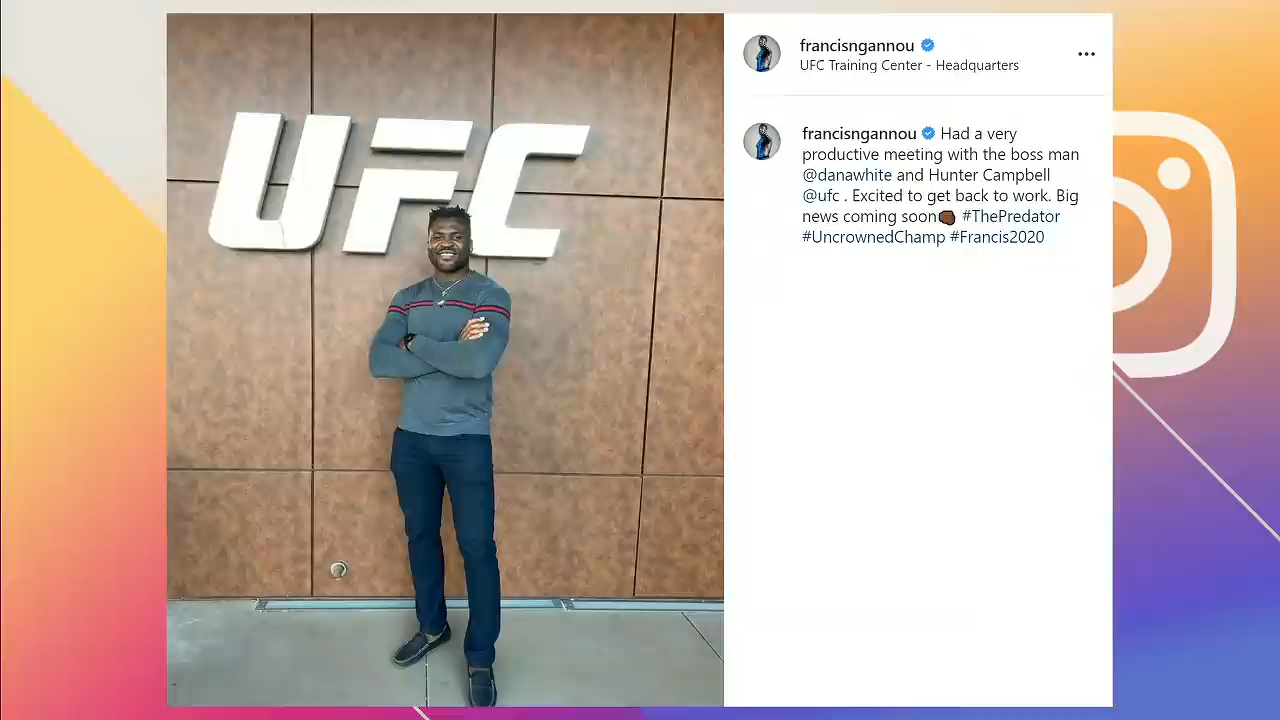 UFC
francisngannou
UFC Training Center - Headquarters
francisngannou Had a very
productive meeting with the boss man
@danawhite and Hunter Campbell
@ufc . Excited to get back to work. Big
news coming soon👊🏿 #ThePredator
#UncrownedChamp #Francis2020